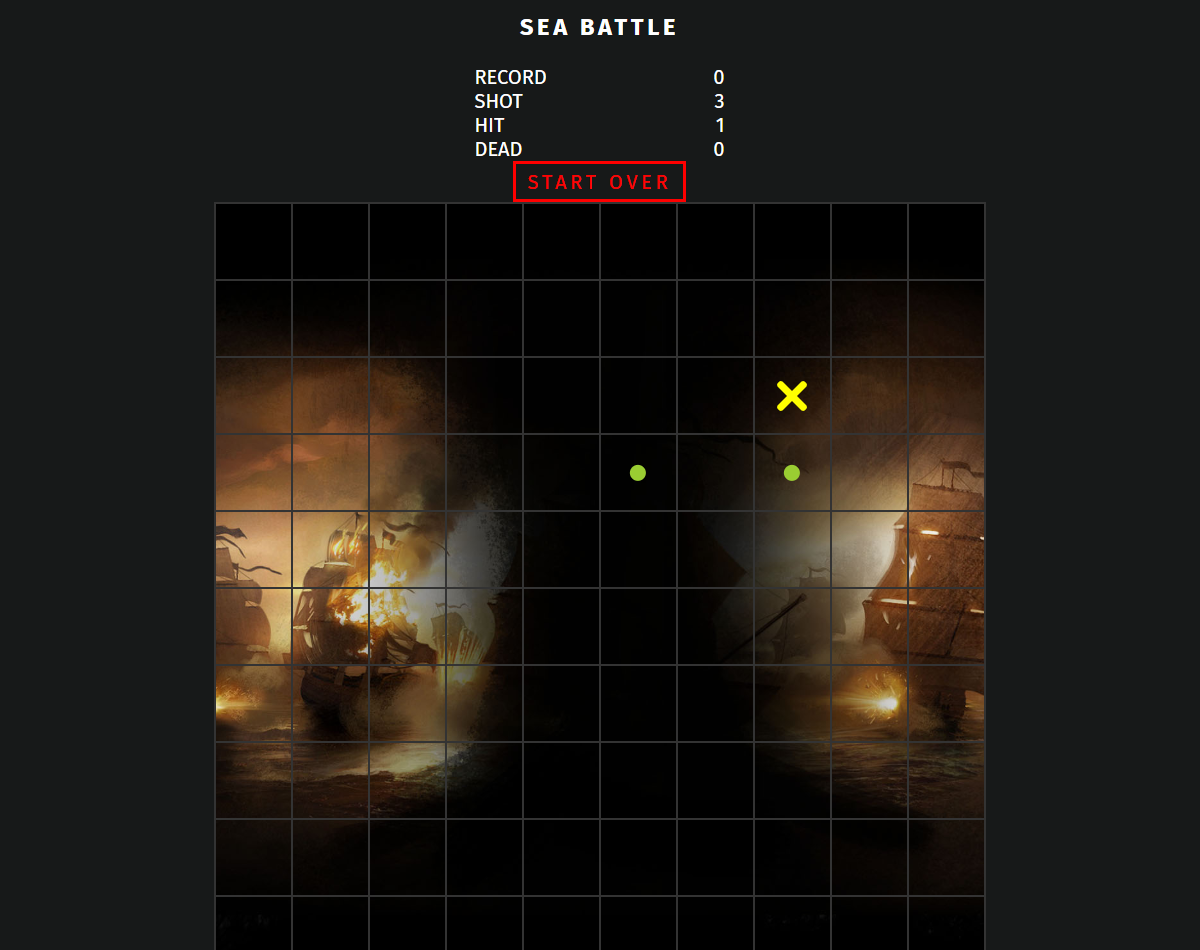 SEA BATTLE
RECORD 0
SHOT 3
HIT 1
DEAD 0
START OVER